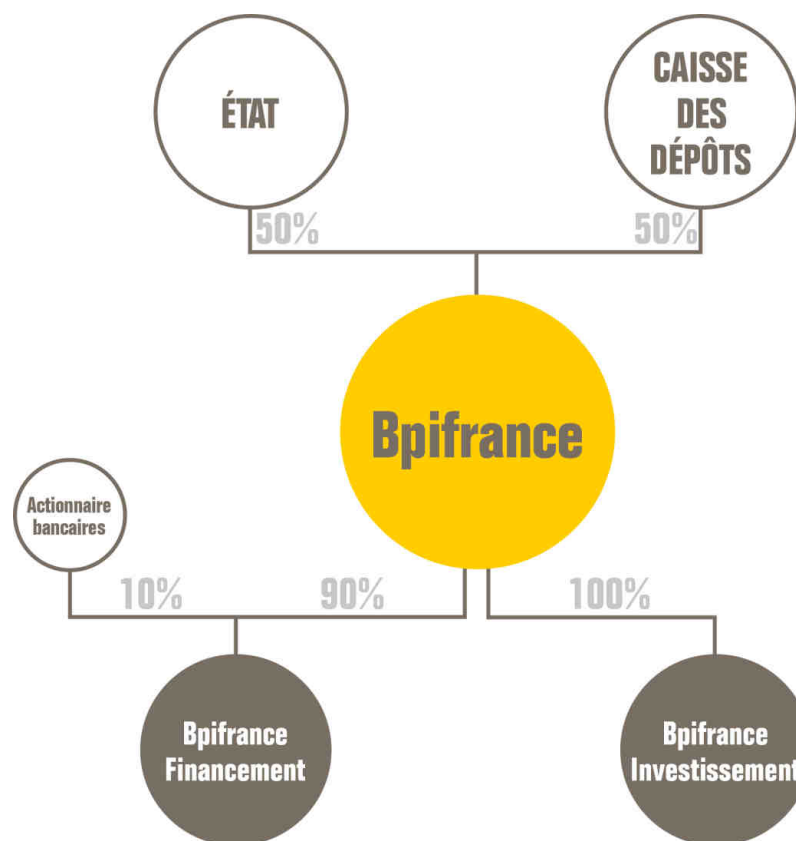 ÉTAT
CAISSE
DES
DÉPÔTS
50%
50%
Bpifrance
Actionnaire
bancaires
10%
90%
100%
Bpifrance
Financement
Bpifrance
Investissement